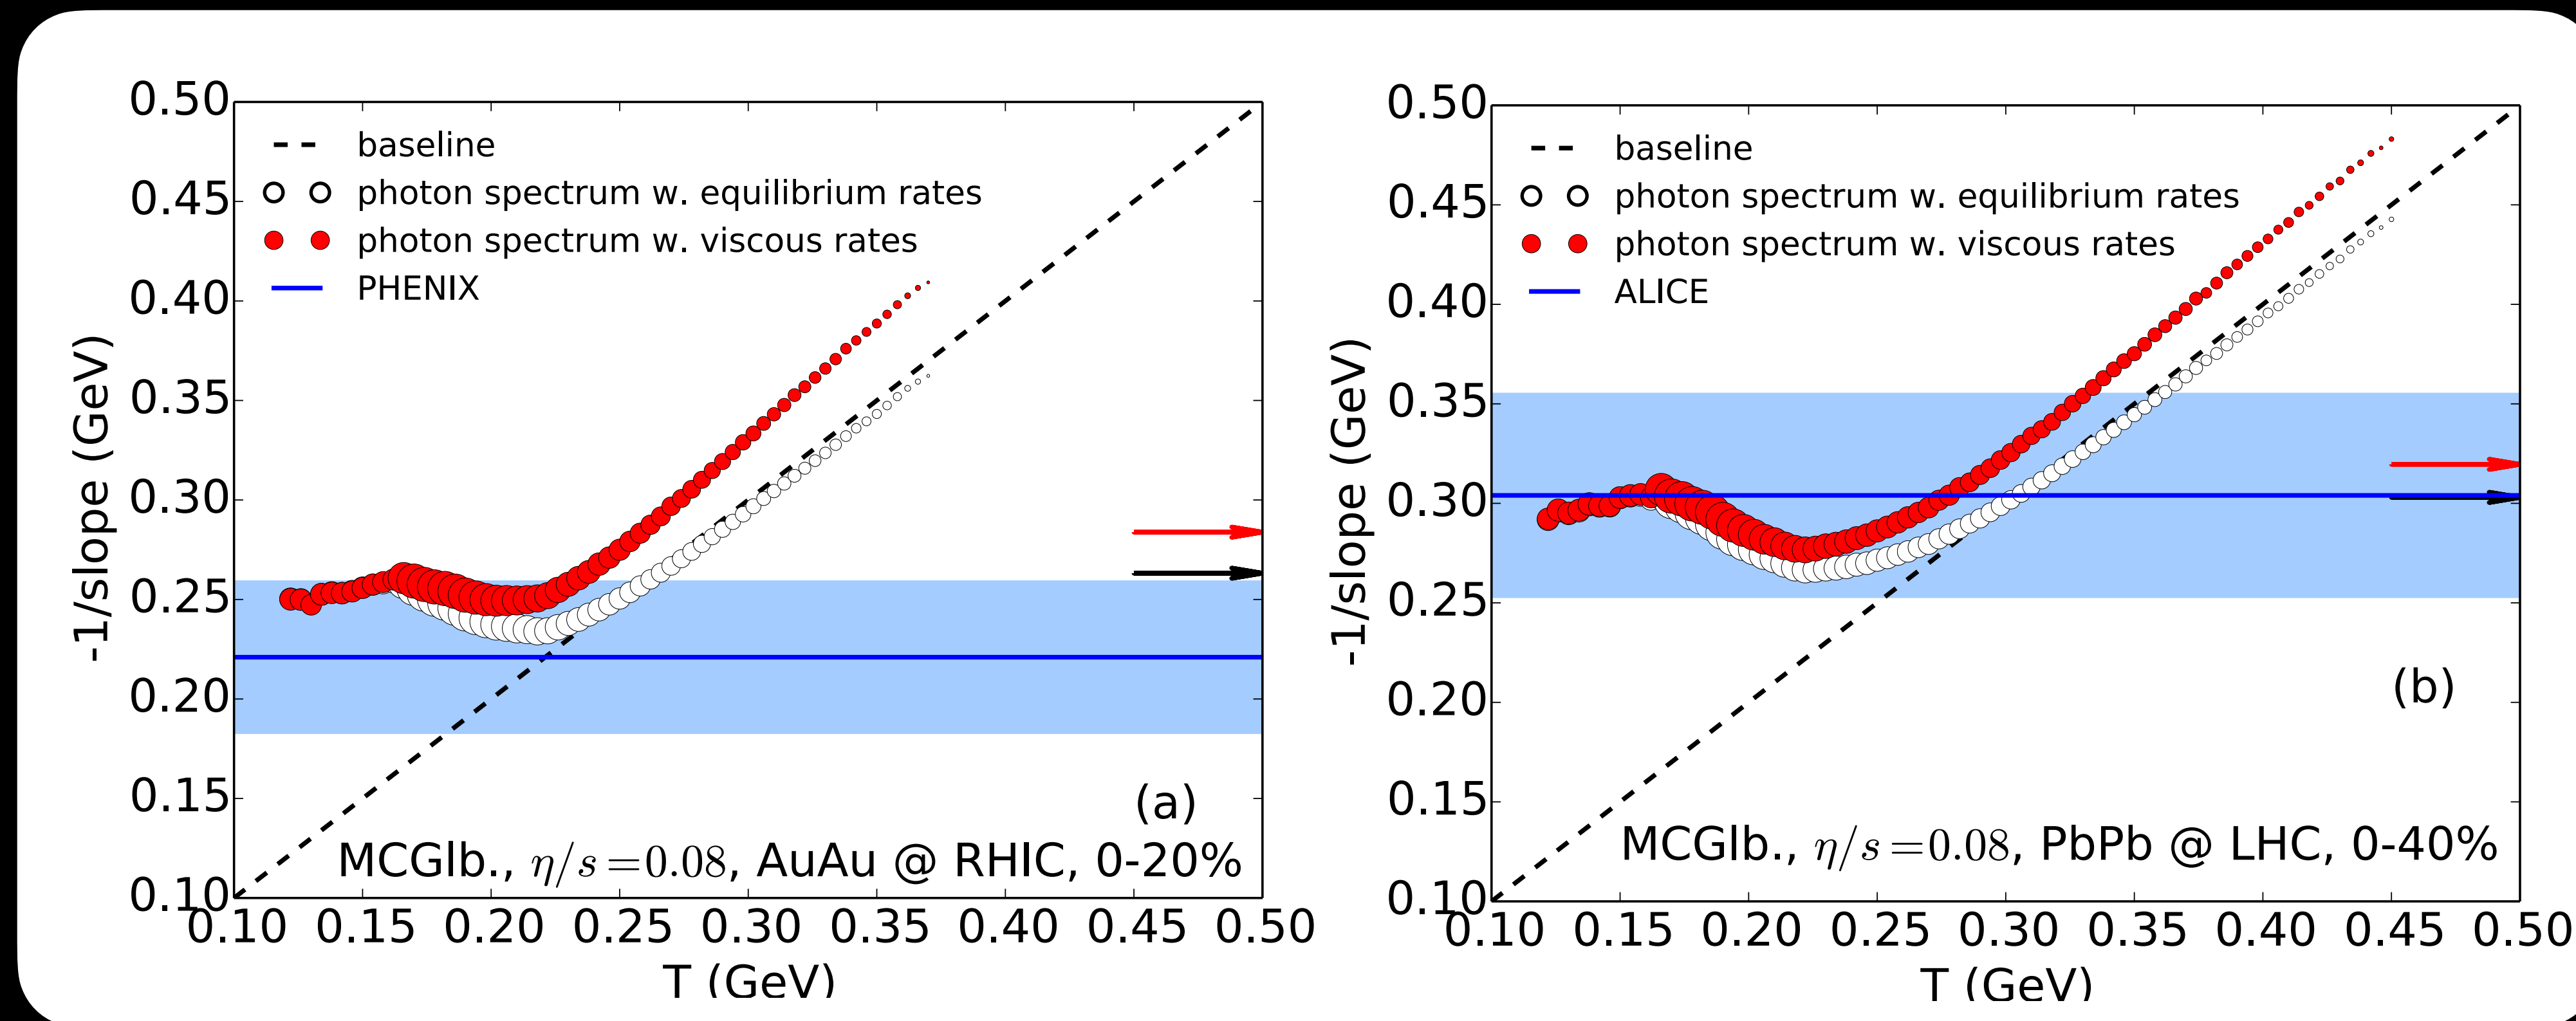 0.50
0.45
0.40
0.35
0.30
0.25
0.20
0.15
0.10
-1/slope (GeV)
baseline
photon spectrum w. equilibrium rates
photon spectrum w. viscous rates
PHENIX
(a)
MCGlb., η/s=0.08, AuAu @ RHIC, 0-20%
0.10 0.15 0.20 0.25 0.30 0.35 0.40 0.45 0.50
T (GeV)
0.50
0.45
0.40
0.35
0.30
0.25
0.20
0.15
0.10
-1/slope (GeV)
baseline
photon spectrum w. equilibrium rates
photon spectrum w. viscous rates
ALICE
(b)
MCGlb., η/s=0.08, PbPb @ LHC, 0-40%
0.10 0.15 0.20 0.25 0.30 0.35 0.40 0.45 0.50
T (GeV)